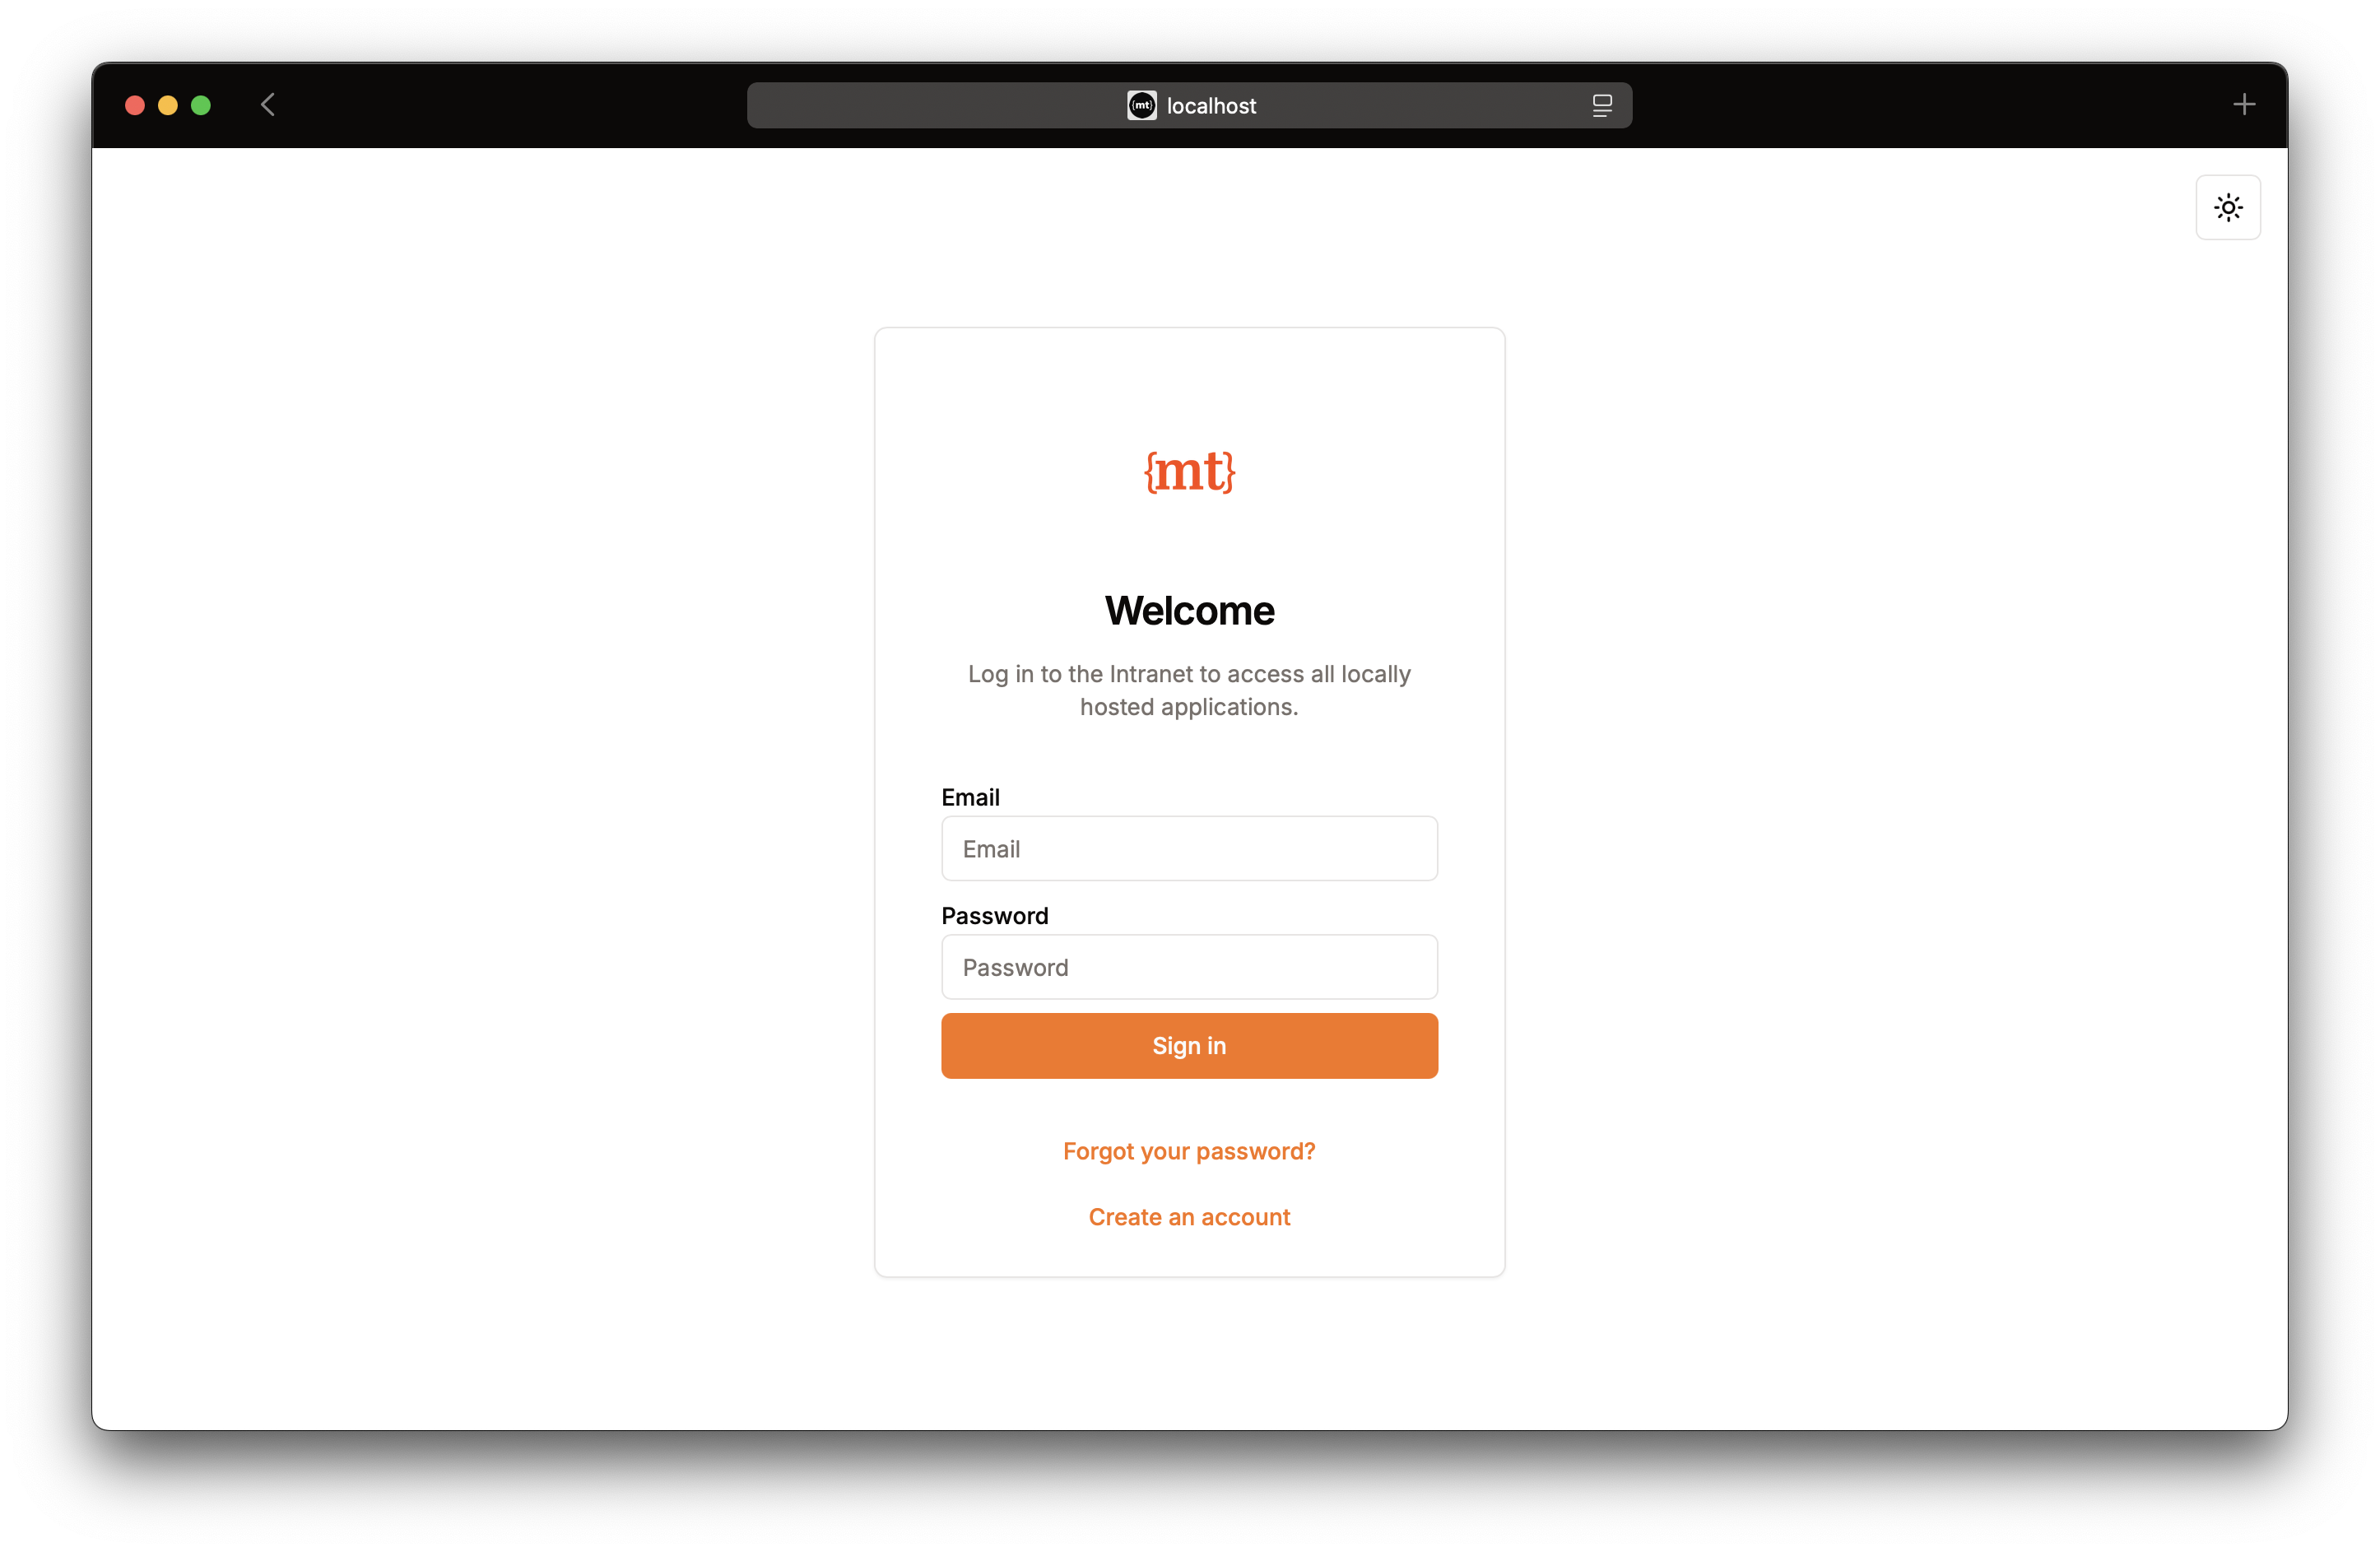 {mt} localhost
{mt}
Welcome
Log in to the Intranet to access all locally
hosted applications.
Email
Email
Password
Password
Sign in
Forgot your password?
Create an account